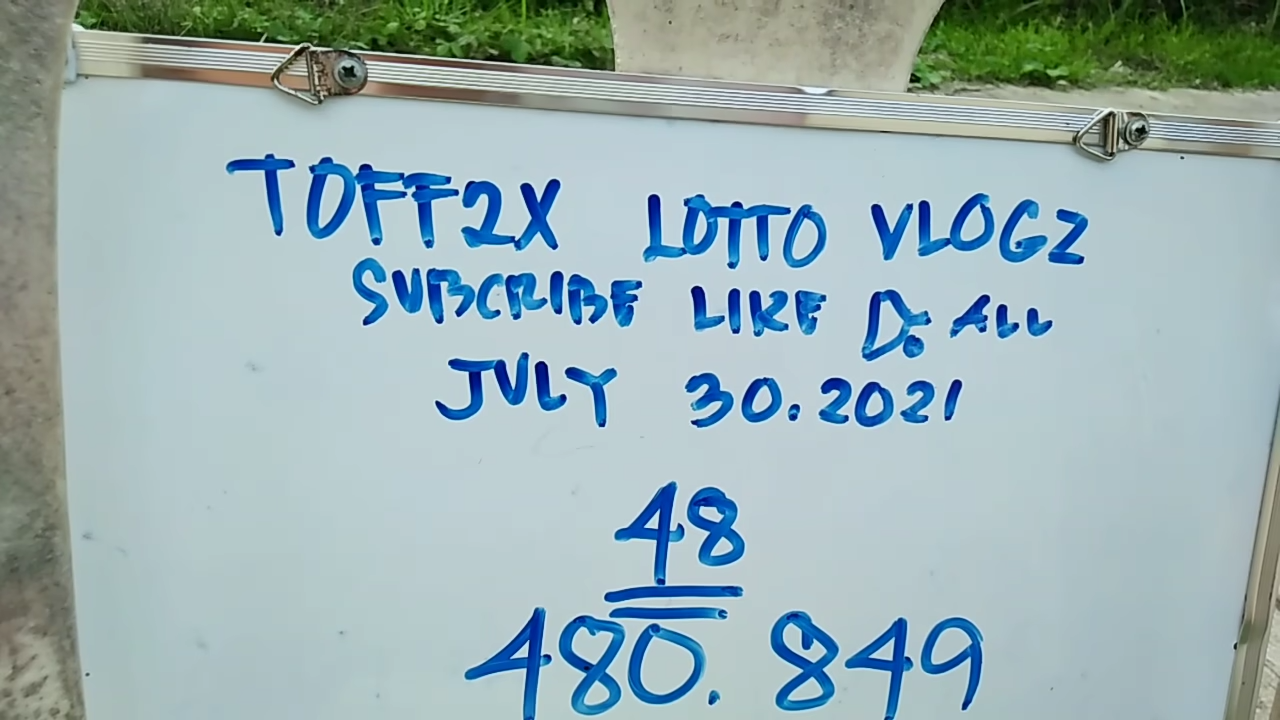 TOFF2X LOTTO VLOGZ
SUBCRIBE LIKE D: ALL
JULY 30.2021
48
480. 849